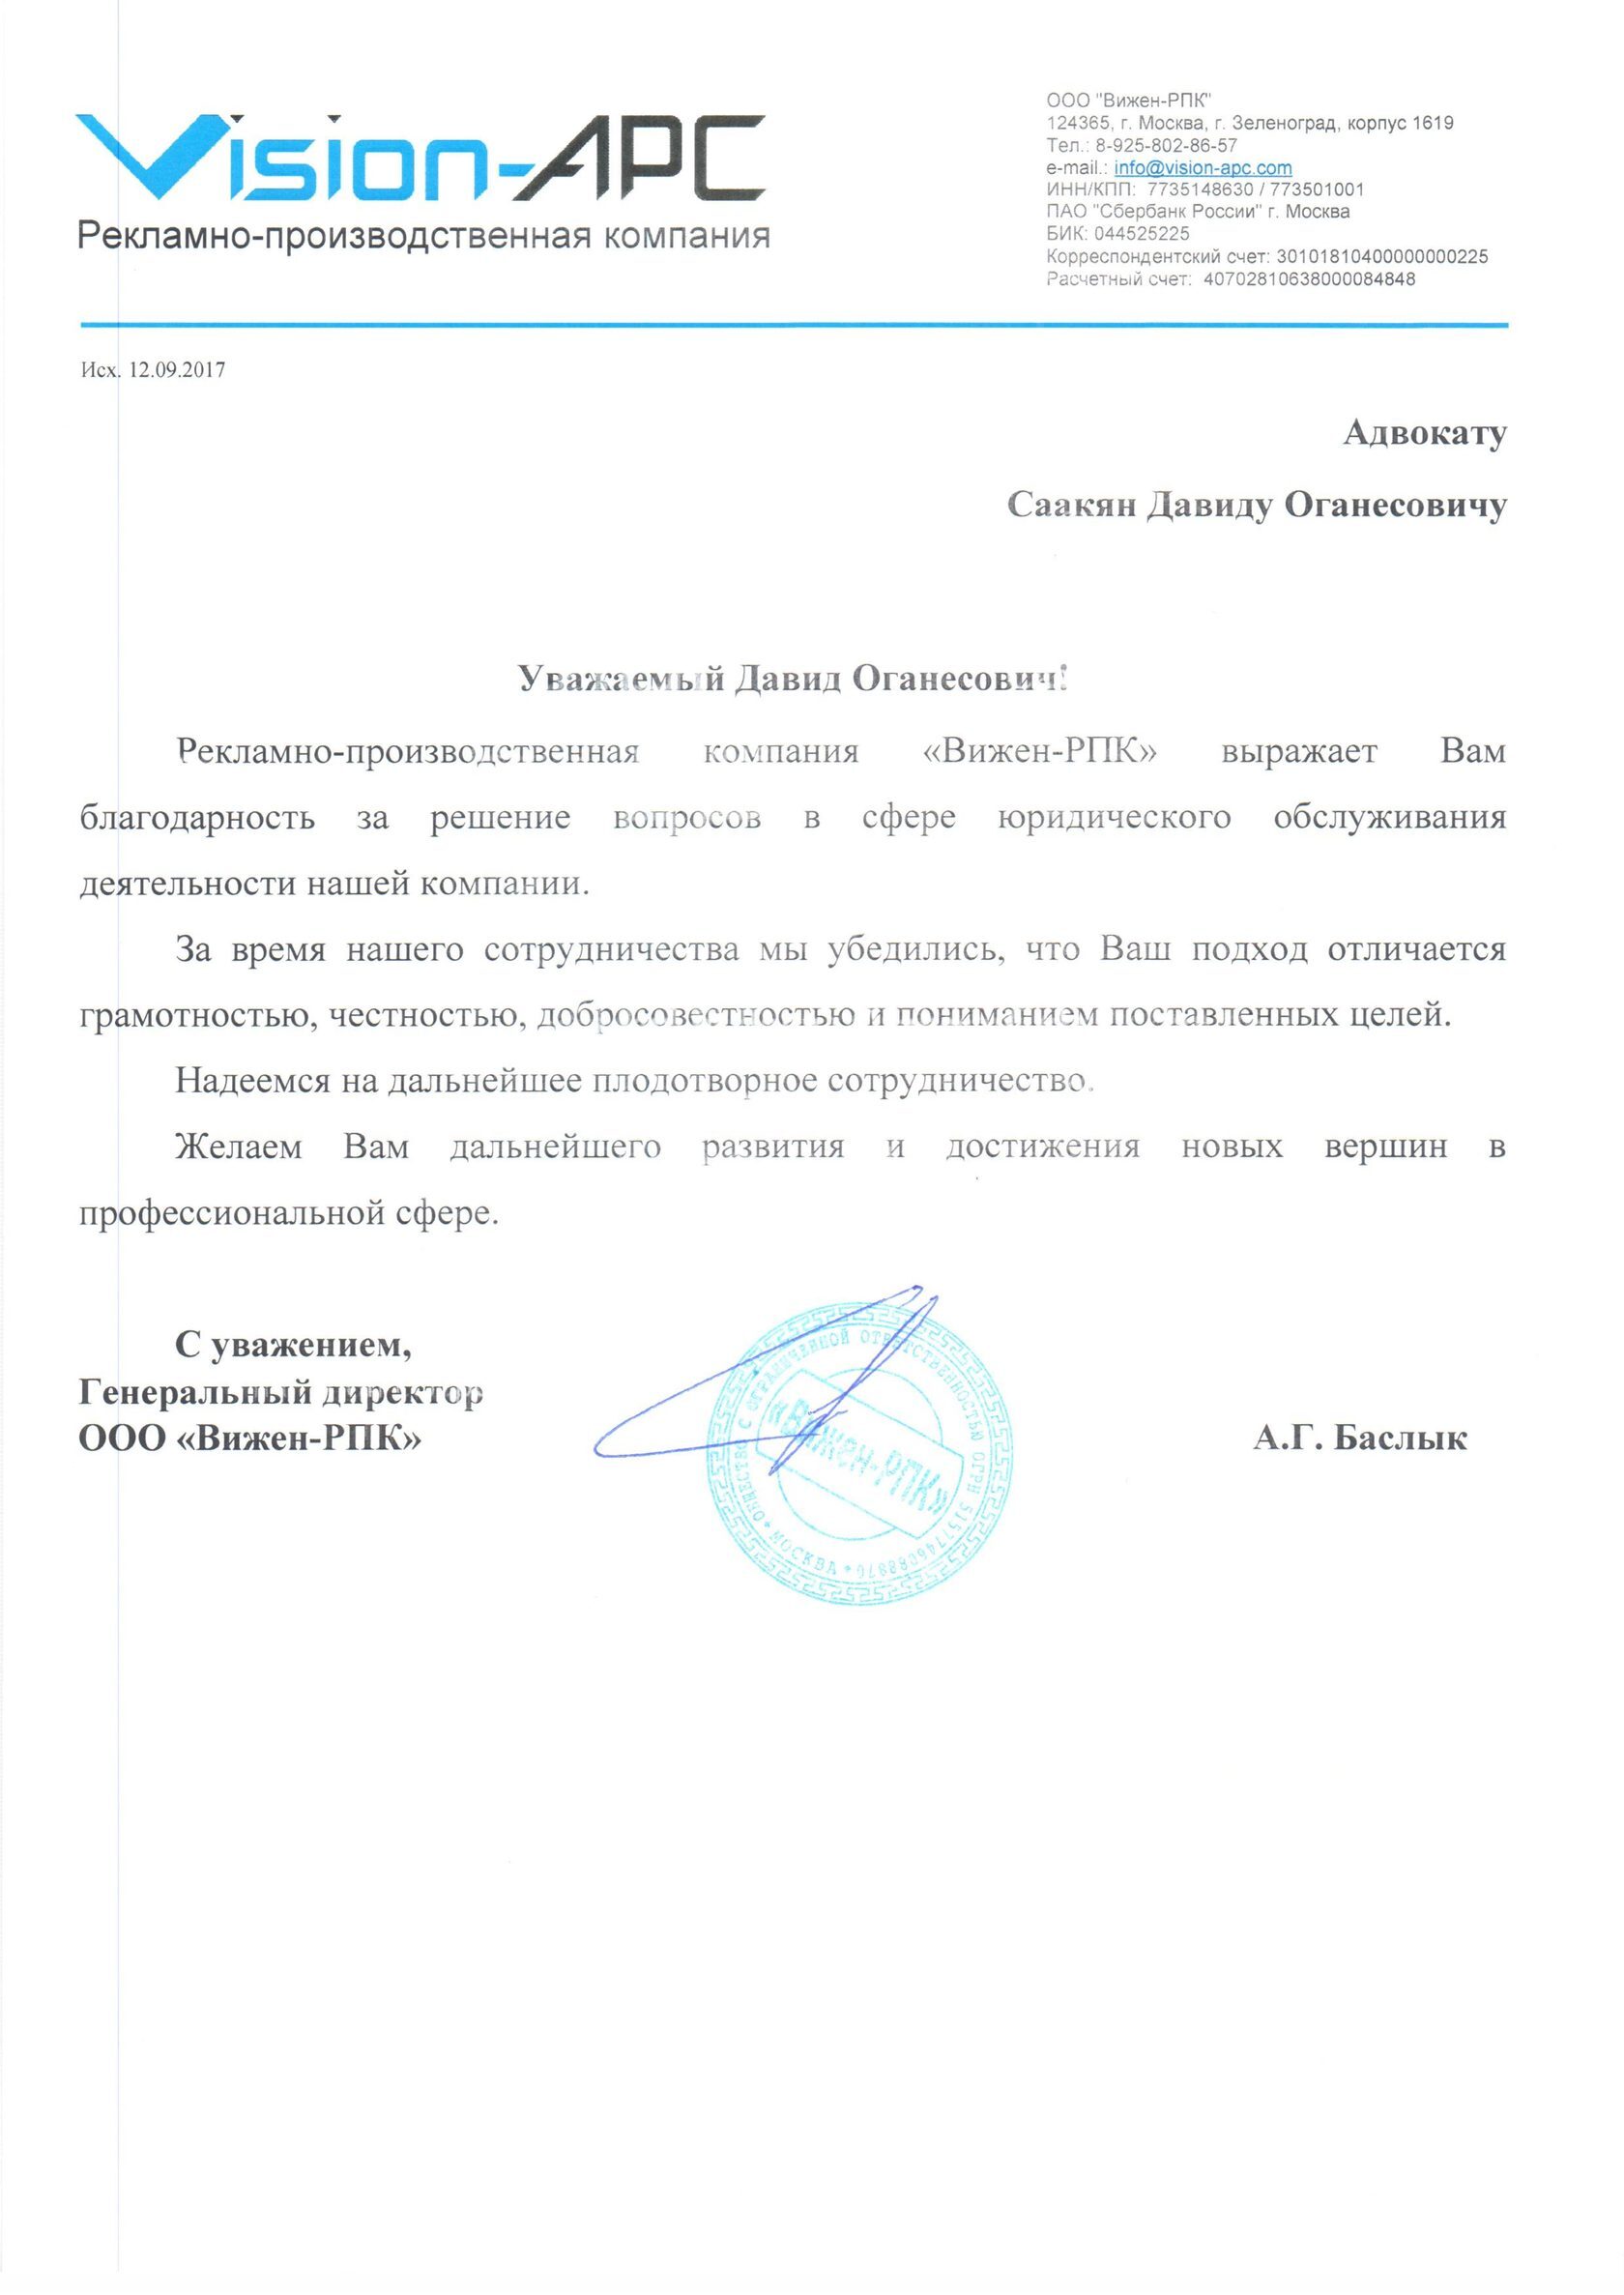 Vision-APC
Рекламно-производственная компания
ООО "Вижен-РПК"
124365, г. Москва, г. Зеленоград, корпус 1619
Тел.: 8-925-802-86-57
e-mail.: info@vision-apc.com
ИНН/КПП: 7735148630 / 773501001
ПАО "Сбербанк России" г. Москва
БИК: 044525225
Корреспондентский счет: 30101810400000000225
Расчетный счет: 40702810638000084848
Исх. 12.09.2017
Адвокату
Саакян Давиду Оганесовичу
Уважаемый Давид Оганесович!
Рекламно-производственная компания «Вижен-РПК» выражает Вам
благодарность за решение вопросов в сфере юридического обслуживания
деятельности нашей компании.
За время нашего сотрудничества мы убедились, что Ваш подход отличается
грамотностью, честностью, добросовестностью и пониманием поставленных целей.
Надеемся на дальнейшее плодотворное сотрудничество.
Желаем Вам дальнейшего развития и достижения новых вершин в
профессиональной сфере.
С уважением,
Генеральный директор
ООО «Вижен-РПК»
А.Г. Баслык
ОБЩЕСТВО С ОГРАНИЧЕННОЙ ОТВЕТСТВЕННОСТЬЮ ОГРН
МОСКВА
«Вижен-РПК»